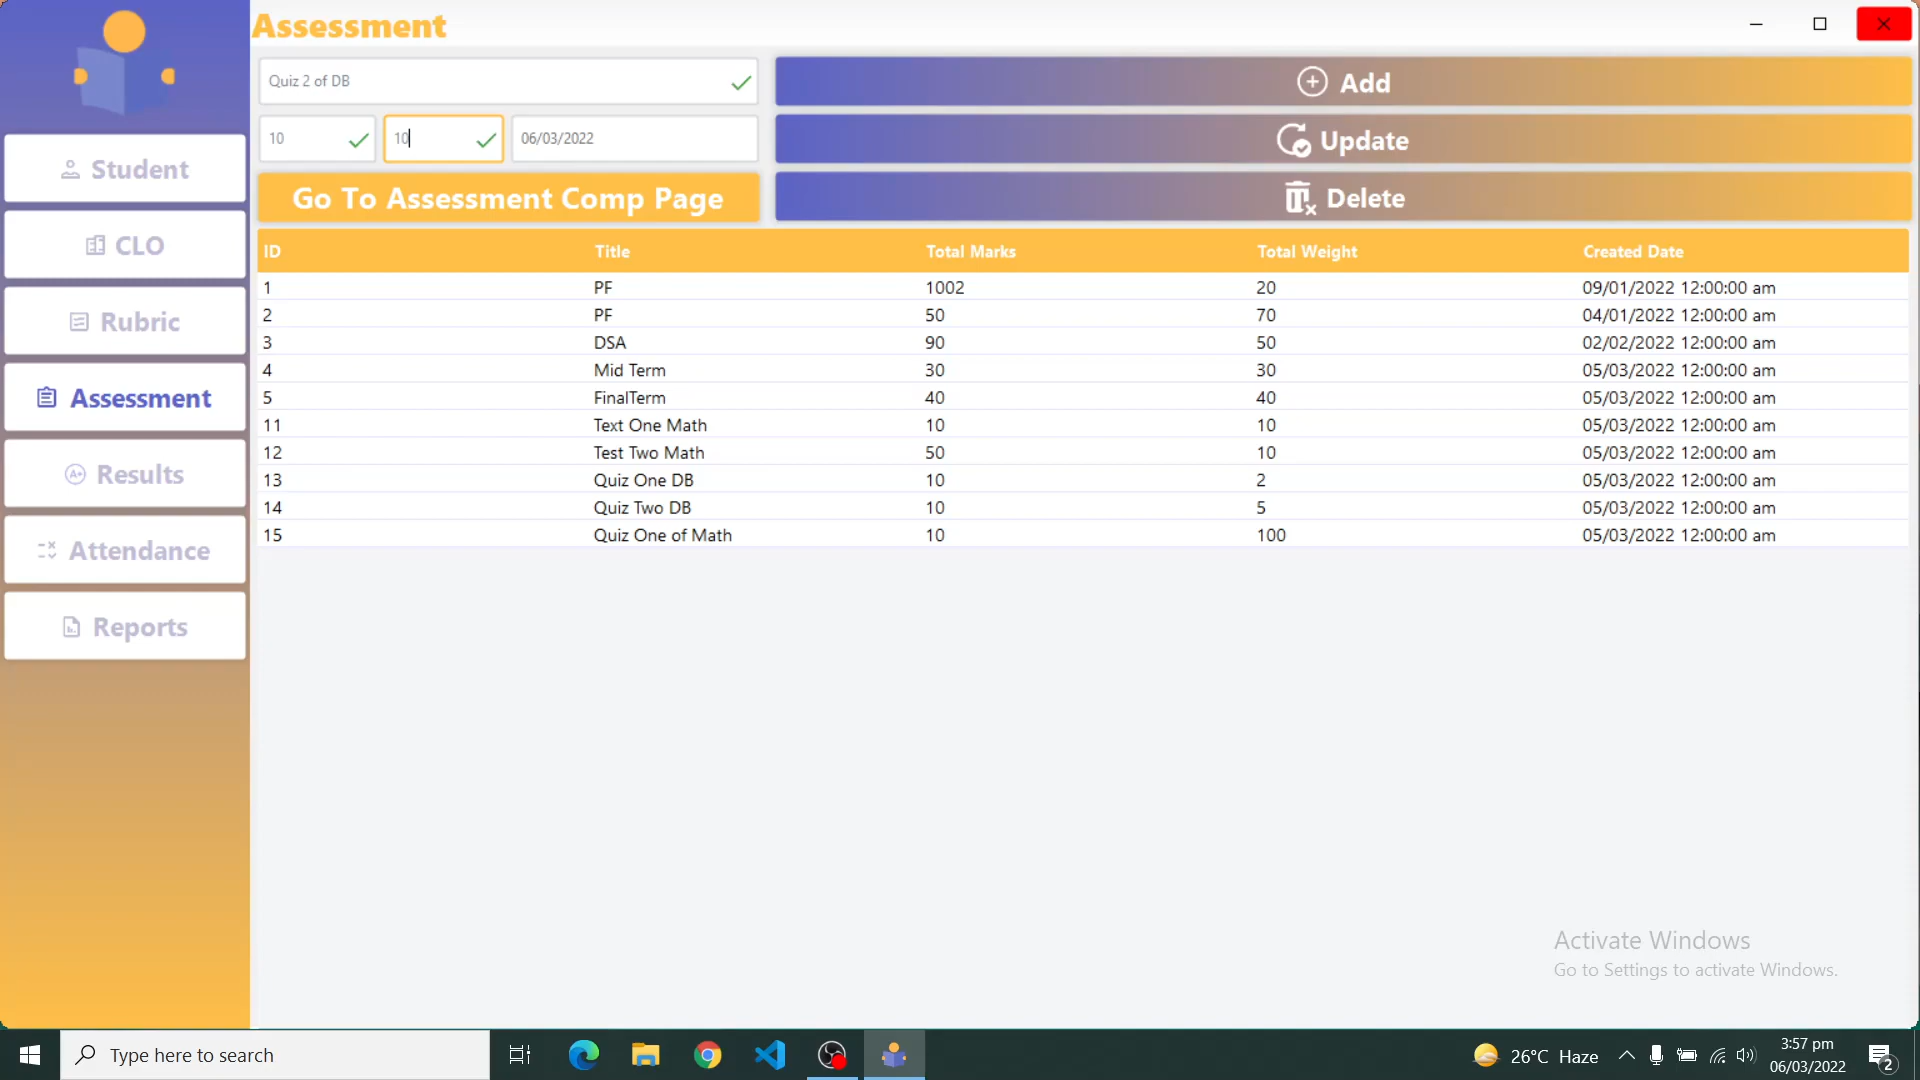 Assessment
Quiz 2 of DB
Add
10 10 06/03/2022
Update
Go To Assessment Comp Page
Delete
Student
CLO
Rubric
Assessment
Results
Attendance
Reports
ID Title Total Marks Total Weight Created Date
1 PF 1002 20 09/01/2022 12:00:00 am
2 PF 50 70 04/01/2022 12:00:00 am
3 DSA 90 50 02/02/2022 12:00:00 am
4 Mid Term 30 30 05/03/2022 12:00:00 am
5 FinalTerm 40 40 05/03/2022 12:00:00 am
11 Text One Math 10 10 05/03/2022 12:00:00 am
12 Test Two Math 50 10 05/03/2022 12:00:00 am
13 Quiz One DB 10 2 05/03/2022 12:00:00 am
14 Quiz Two DB 10 5 05/03/2022 12:00:00 am
15 Quiz One of Math 10 100 05/03/2022 12:00:00 am
Activate Windows
Go to Settings to activate Windows.
Type here to search
26°C Haze
3:57 pm
06/03/2022
2